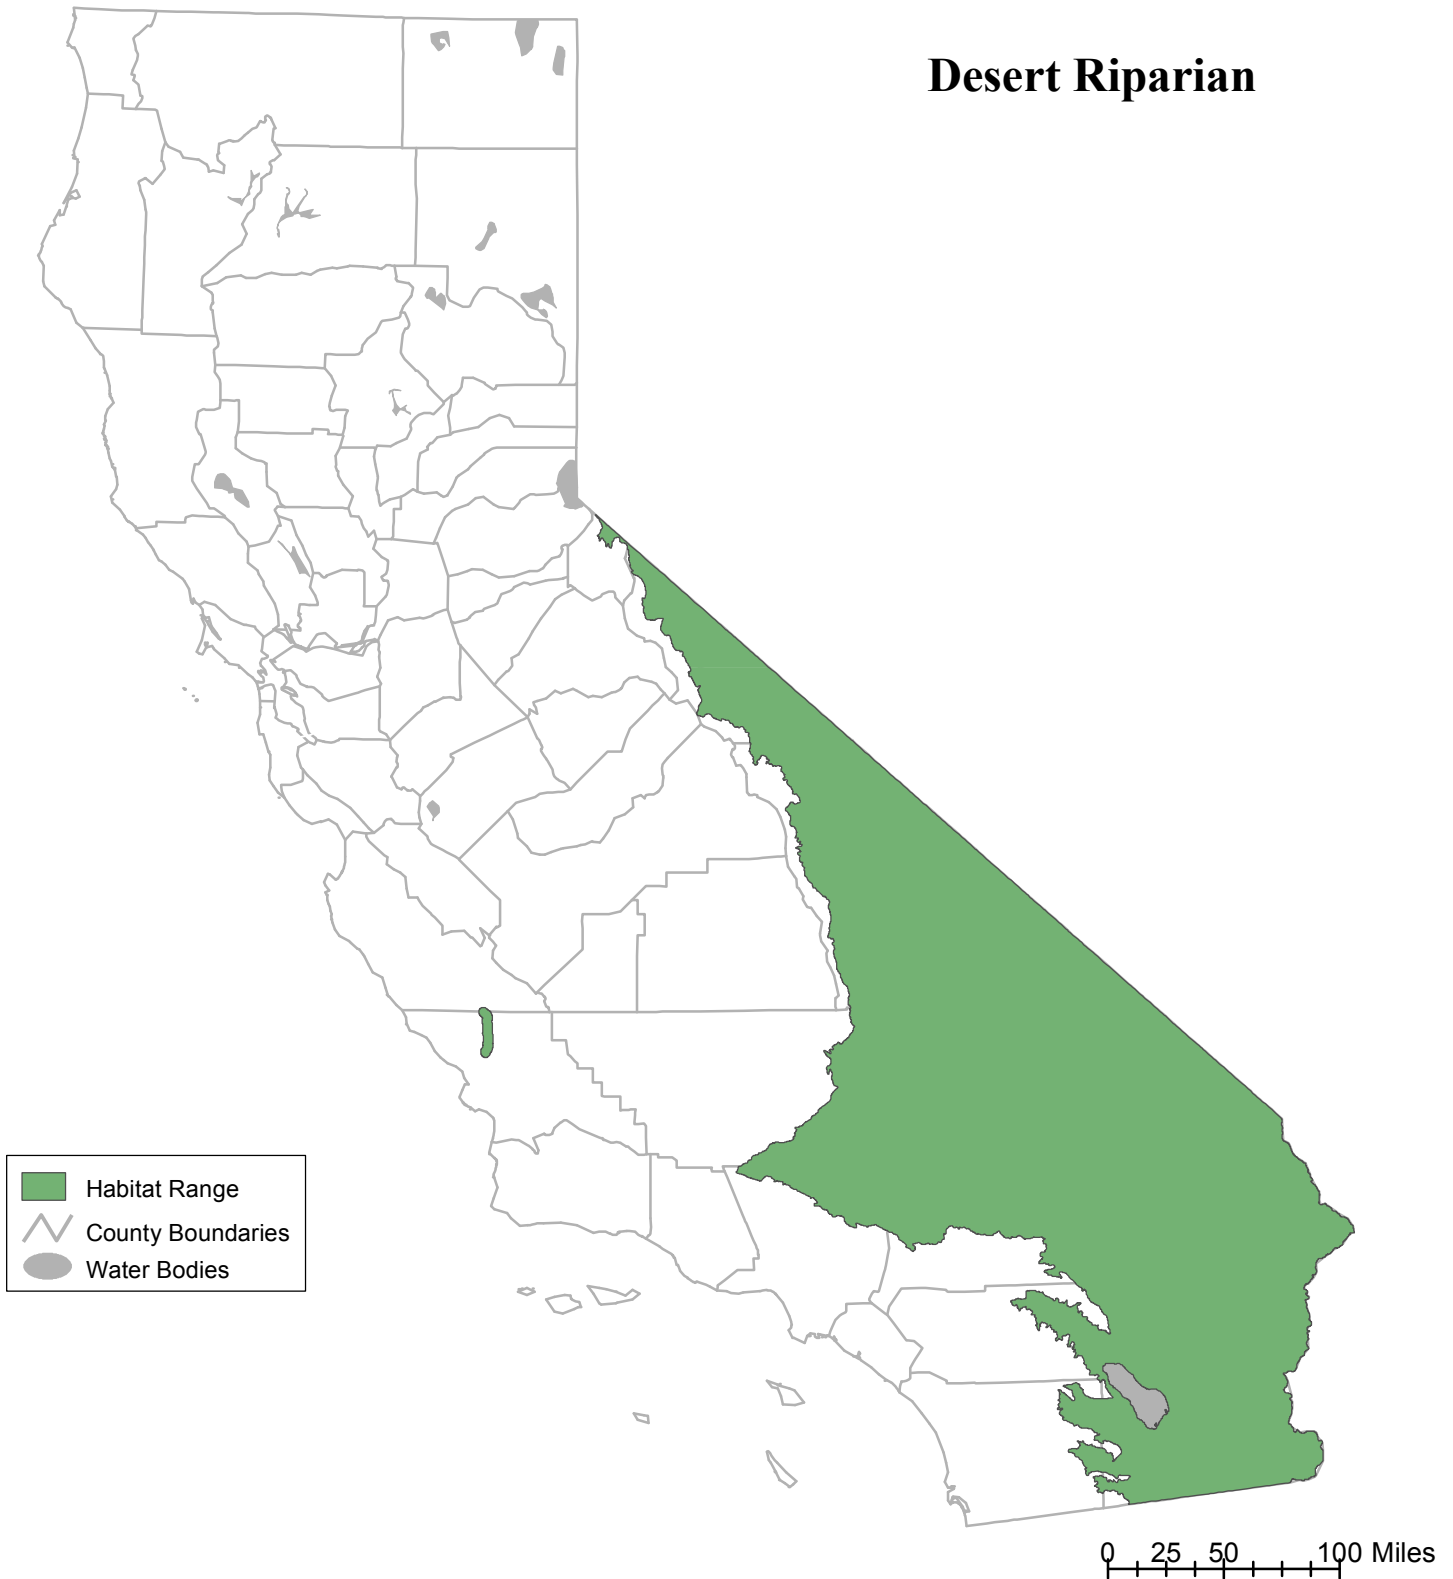 Desert Riparian
Habitat Range
County Boundaries
Water Bodies
0 25 50 100 Miles